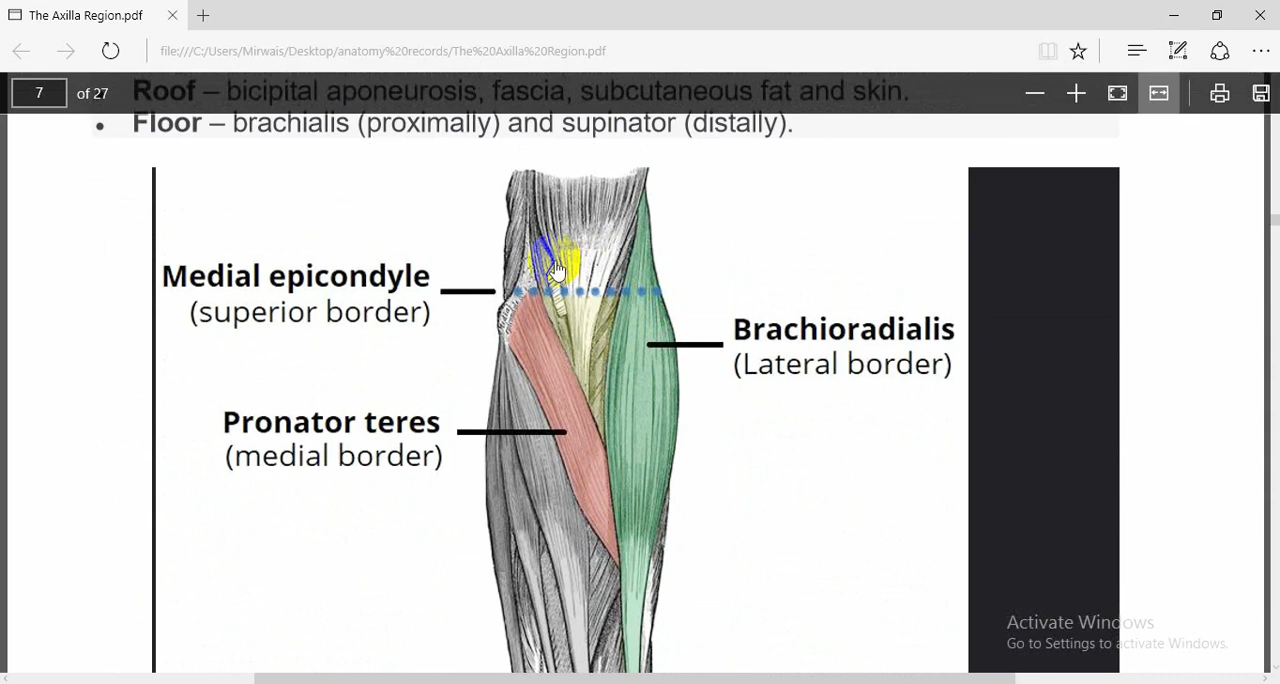 The Axilla Region.pdf
file:///C:/Users/Mirwais/Desktop/anatomy%20records/The%20Axilla%20Region.pdf
7 of 27
Roof – bicipital aponeurosis, fascia, subcutaneous fat and skin.
• Floor – brachialis (proximally) and supinator (distally).
Medial epicondyle
(superior border)
Brachioradialis
(Lateral border)
Pronator teres
(medial border)
Activate Windows
Go to Settings to activate Windows.